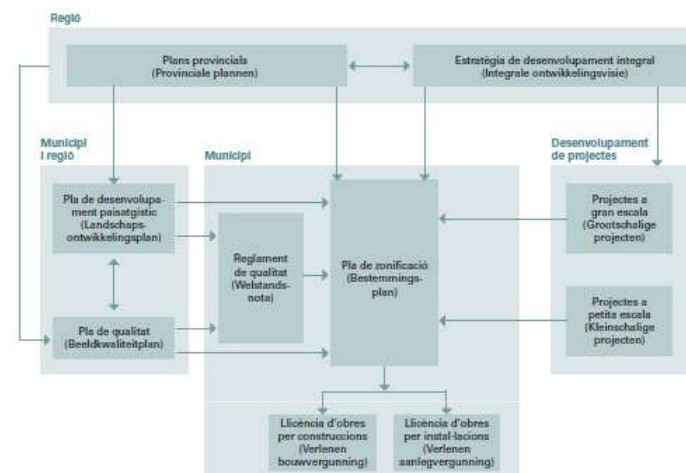 Regió
Plans provincials
(Provinciale plannen)
Estratègia de desenvolupament integral
(Integrale ontwikkelingsvisie)
Municipi
i regió
Municipi
Desenvolupament
de projectes
Pla de desenvolupa-
ment paisatgístic
(Landschaps-
ontwikkelingsplan)
Reglament
de qualitat
(Welstands-
nota)
Pla de zonificació
(Bestemmings-
plan)
Projectes a
gran escala
(Grootschalige
projecten)
Pla de qualitat
(Beeldkwaliteitplan)
Projectes a
petita escala
(Kleinschalige
projecten)
Llicència d'obres
per construccions
(Verlenen
bouwvergunning)
Llicència d'obres
per instal·lacions
(Verlenen
aanlegvergunning)